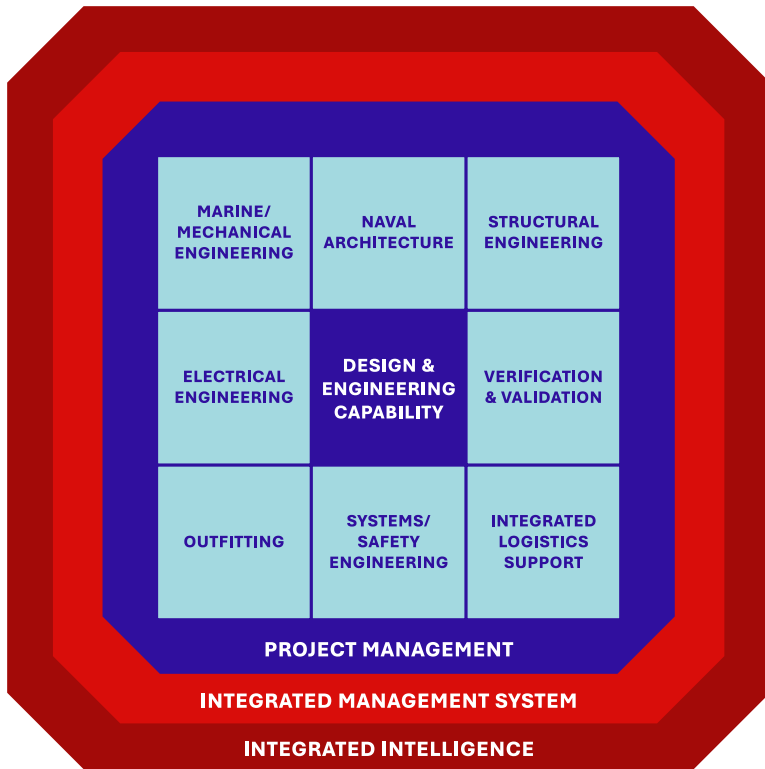 MARINE/
MECHANICAL
ENGINEERING
NAVAL
ARCHITECTURE
STRUCTURAL
ENGINEERING
ELECTRICAL
ENGINEERING
DESIGN &
ENGINEERING
CAPABILITY
VERIFICATION
& VALIDATION
OUTFITTING
SYSTEMS/
SAFETY
ENGINEERING
INTEGRATED
LOGISTICS
SUPPORT
PROJECT MANAGEMENT
INTEGRATED MANAGEMENT SYSTEM
INTEGRATED INTELLIGENCE